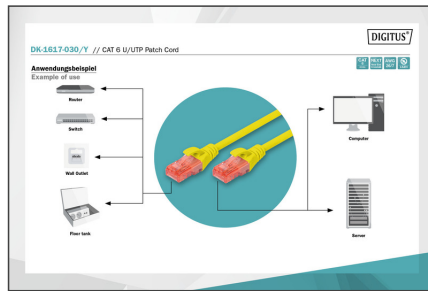 DIGITUS®
DK-1617-030/Y // CAT 6 U/UTP Patch Cord
Anwendungsbeispiel
Example of use
Router
Switch
Wall Outlet
Floor tank
Computer
Server